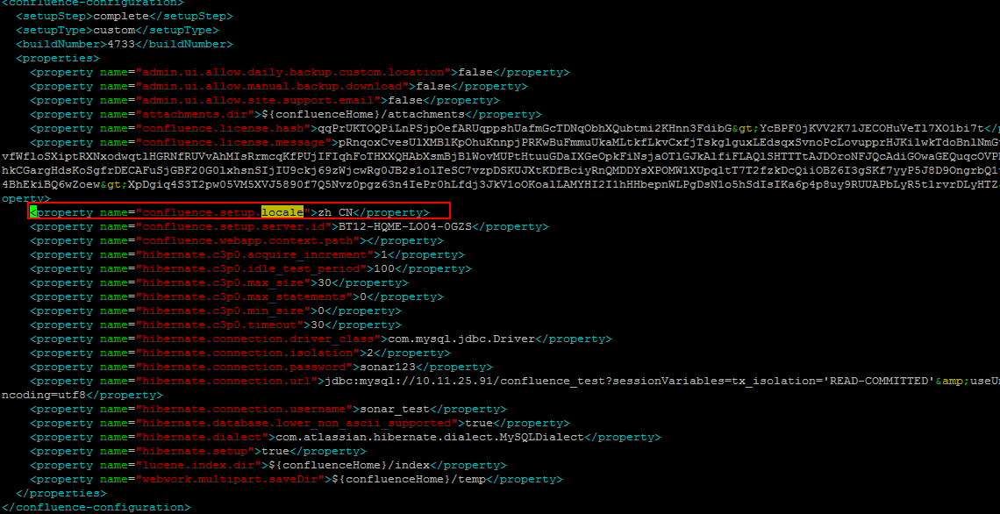 <confluence-configuration>
<setupStep>complete</setupStep>
<setupType>custom</setupType>
<buildNumber>4733</buildNumber>
<properties>
<property name="admin.ui.allow.daily.backup.custom.location">false</property>
<property name="admin.ui.allow.manual.backup.download">false</property>
<property name="admin.ui.allow.site.support.email">false</property>
<property name="attachments.dir">${confluenceHome}/attachments</property>
<property name="confluence.license.hash">qqPrUKTOQPiLnPSjpOefARUqppshUafmGcTDNqObhXQubtmi2KHnn3FdibG&gt;YcBPF0jKVV2K71JECOHuVeTl7XO1bi7t</p
<property name="confluence.license.message">pRnqoxCvesUlXMBlKpOhuKnnpjPRKwBuFmmuUkaMLtkfLkvCxfjTskglguxLEdsqxSvnoPcLovupprHJKilwkTdoBnlNmG
vfWfloSXiptRXNxodwqtlHGRNfRUVvAhMIsRrmcqKfPUjIFIqhFoTHXXQHAbXsmBjBlWovMUPtHtuuGDaIXGeOpkFiNsjaOTlGJkAlfiFLAQlSHTTTtAJDOroNFJQcAdiGOwaGEQuqcOVP
hkCGargHdsKoSgfrDECAFuSjGBF20G0lxhsnSIjIU9ckj69zWjcwRg0JB2s1olTeSC7vzpDSKUJXtKDfBciyRnQMDDYsXPOMWlXUpqltT7T2fzkDcQiiOBZ6I3gSKf7yyP5J8D9OngrbQ1
4BhEkiBQ6wZoew&gt;XpDgiq4S3T2pw05VM5XVJ5890f7Q5Nvz0pgz63n4IePr0hLfdj3JkV1oOKoalLAMYHI2I1hHHbepnWLPgDsN1o5hSdIsIKa6p4p8uy9RUUAPbLyR5tlrvrDLyHTZ
operty>
<property name="confluence.setup.locale">zh CN</property>
<property name="confluence.setup.server.id">BT12-HQME-LO04-0GZS</property>
<property name="confluence.webapp.context.path"></property>
<property name="hibernate.c3p0.acquire_increment">1</property>
<property name="hibernate.c3p0.idle_test_period">100</property>
<property name="hibernate.c3p0.max_size">30</property>
<property name="hibernate.c3p0.max_statements">0</property>
<property name="hibernate.c3p0.min_size">0</property>
<property name="hibernate.c3p0.timeout">30</property>
<property name="hibernate.connection.driver_class">com.mysql.jdbc.Driver</property>
<property name="hibernate.connection.isolation">2</property>
<property name="hibernate.connection.password">sonar123</property>
<property name="hibernate.connection.url">jdbc:mysql://10.11.25.91/confluence_test?sessionVariables=tx_isolation='READ-COMMITTED'&amp;useU
ncoding=utf8</property>
<property name="hibernate.connection.username">sonar_test</property>
<property name="hibernate.database.lower_non_ascii_supported">true</property>
<property name="hibernate.dialect">com.atlassian.hibernate.dialect.MySQLDialect</property>
<property name="hibernate.setup">true</property>
<property name="lucene.index.dir">${confluenceHome}/index</property>
<property name="webwork.multipart.saveDir">${confluenceHome}/temp</property>
</properties>
</confluence-configuration>